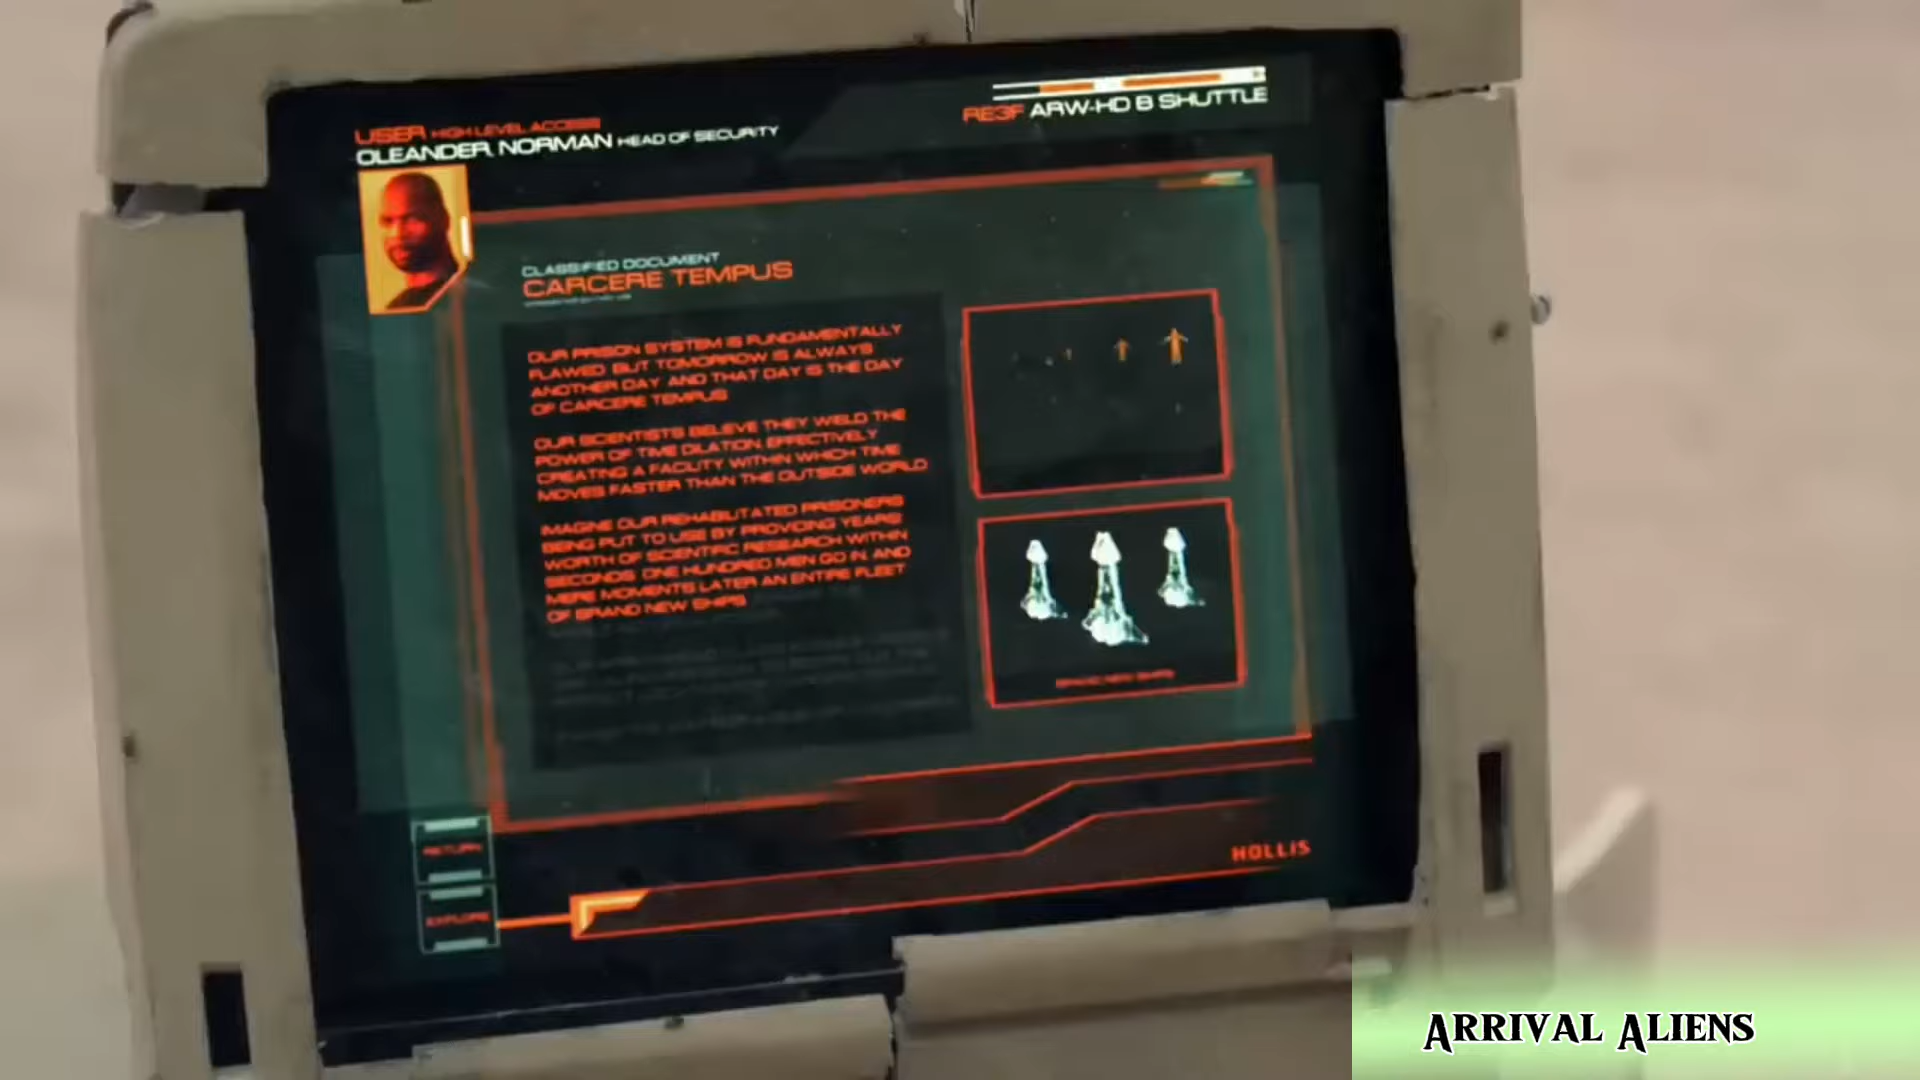 USER HIGH LEVEL ACCESS
OLEANDER, NORMAN HEAD OF SECURITY
RE3F ARW-HD B SHUTTLE
CLASSIFIED DOCUMENT
CARCERE TEMPUS
OUR PRISON SYSTEM IS FUNDAMENTALLY
FLAWED BUT TOMORROW IS ALWAYS
ANOTHER DAY AND THAT DAY IS THE DAY
OF CARCERE TEMPUS
OUR SCIENTISTS BELIEVE THEY WIELD THE
POWER OF TIME DILATION, EFFECTIVELY
CREATING A FACILITY WITHIN WHICH TIME
MOVES FASTER THAN THE OUTSIDE WORLD
IMAGINE OUR REHABILITATED PRISONERS
BEING PUT TO USE BY PROVIDING YEARS
WORTH OF SCIENTIFIC RESEARCH WITHIN
SECONDS. ONE HUNDRED MEN GO IN, AND
MERE MOMENTS LATER AN ENTIRE FLEET
OF BRAND NEW SHIPS
BRAND NEW SHIPS
RETURN
EXPLORE
HOLLIS
ARRIVAL ALIENS